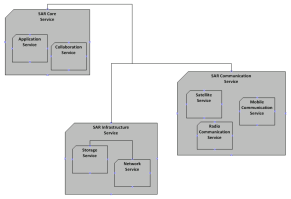 SAR Core
Service
Application
Service
Collaboration
Service
SAR Communication
Service
Satellite
Service
Mobile
Communication
Service
Radio
Communication
Service
SAR Infrastructure
Service
Storage
Service
Network
Service